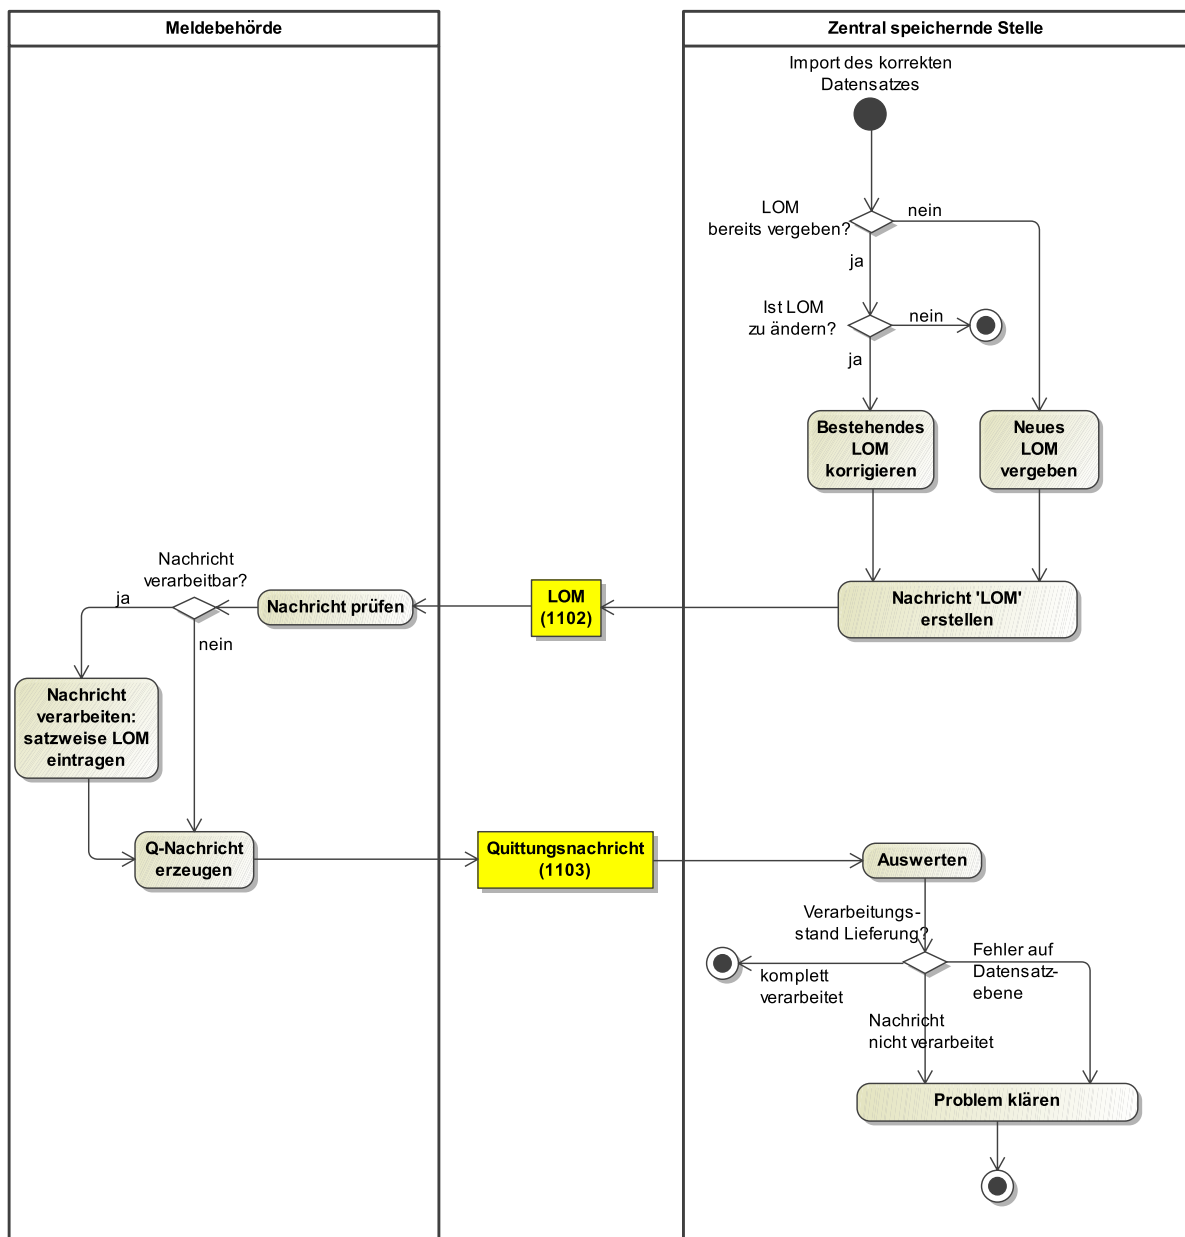 Meldebehörde
Zentral speichernde Stelle
Import des korrekten
Datensatzes
LOM
bereits vergeben?
nein
ja
Ist LOM
zu ändern?
nein
ja
Bestehendes
LOM
korrigieren
Neues
LOM
vergeben
Nachricht 'LOM'
erstellen
LOM
(1102)
Nachricht prüfen
Nachricht
verarbeitbar?
ja
nein
Nachricht
verarbeiten:
satzweise LOM
eintragen
Q-Nachricht
erzeugen
Quittungsnachricht
(1103)
Auswerten
Verarbeitungs-
stand Lieferung?
komplett
verarbeitet
Fehler auf
Datensatz-
ebene
Nachricht
nicht verarbeitet
Problem klären